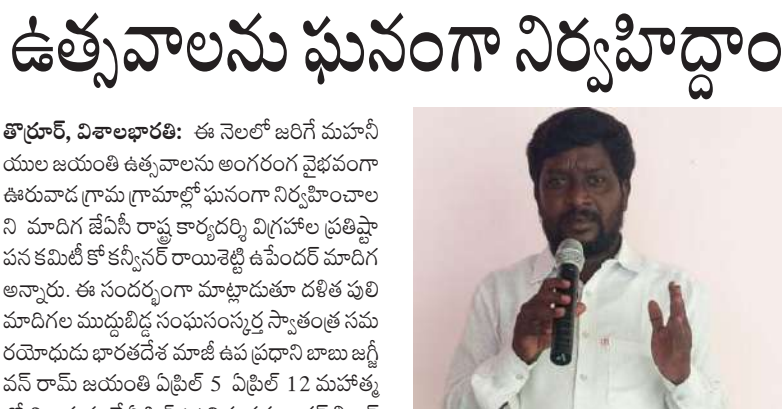 ఉత్సవాలను ఘనంగా నిర్వహిద్దాం
తొర్రూర్, విశాలభారతి: ఈ నెలలో జరిగే మహనీ
యుల జయంతి ఉత్సవాలను అంగరంగ వైభవంగా
ఊరువాడ గ్రామ గ్రామాల్లో ఘనంగా నిర్వహించాల
ని మాదిగ జేఏసీ రాష్ట్ర కార్యదర్శి విగ్రహాల ప్రతిష్టా
పన కమిటీ కో కన్వీనర్ రాయిశెట్టి ఉపేందర్ మాదిగ
అన్నారు. ఈ సందర్భంగా మాట్లాడుతూ దళిత పులి
మాదిగల ముద్దుబిడ్డ సంఘసంస్కర్త స్వాతంత్ర సమ
రయోధుడు భారతదేశ మాజీ ఉప ప్రధాని బాబు జగ్జీ
వన్ రామ్ జయంతి ఏప్రిల్ 5 ఏప్రిల్ 12 మహాత్మ